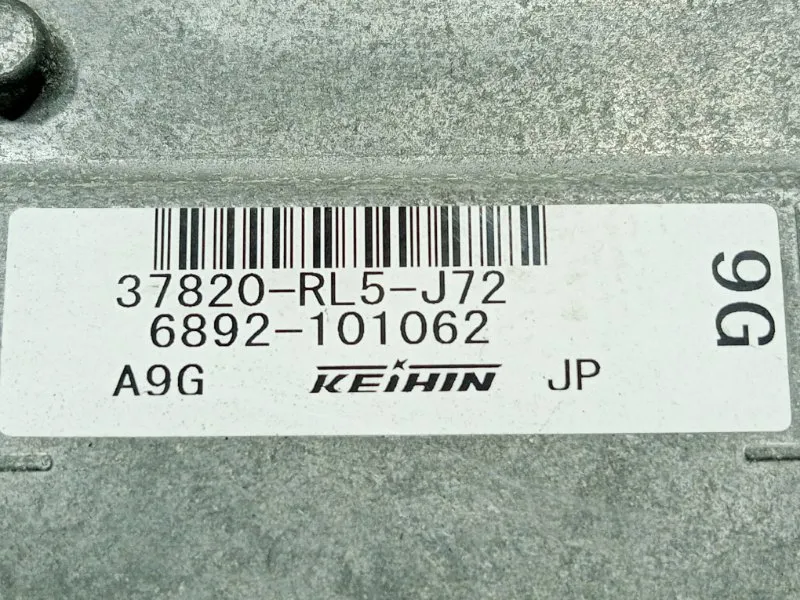 37820-RL5-J72
6892-101062
A9G KEIHIN JP
9G